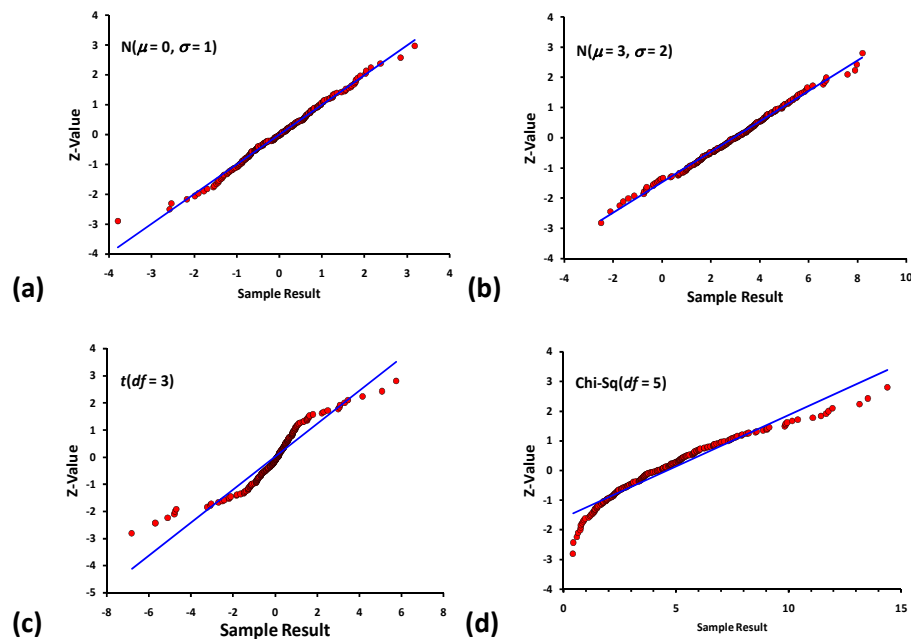 4
3
2
1
0
-1
-2
-3
-4
Z-Value
N(μ = 0, σ = 1)
-4 -3 -2 -1 0 1 2 3 4
Sample Result
(a)
4
3
2
1
0
-1
-2
-3
-4
Z-Value
N(μ = 3, σ = 2)
-4 -2 0 2 4 6 8 10
Sample Result
(b)
4
3
2
1
0
-1
-2
-3
-4
-5
Z-Value
t(df = 3)
-8 -6 -4 -2 0 2 4 6 8
Sample Result
(c)
4
3
2
1
0
-1
-2
-3
-4
Z-Value
Chi-Sq(df = 5)
0 5 10 15
Sample Result
(d)